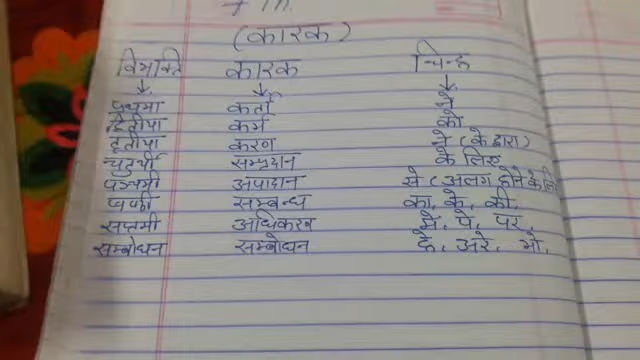 (कारक)
विभक्ति कारक चिन्ह
प्रथमा कर्ता ने
द्वितीया कर्म को
तृतीया करण से (के द्वारा)
चतुर्थी सम्प्रदान के लिए
पञ्चमी अपादान से (अलग होने के लिए
षष्ठी सम्बन्ध का, के, की,
सप्तमी अधिकरण में, पे, पर,
सम्बोधन सम्बोधन हे, अरे, भो,